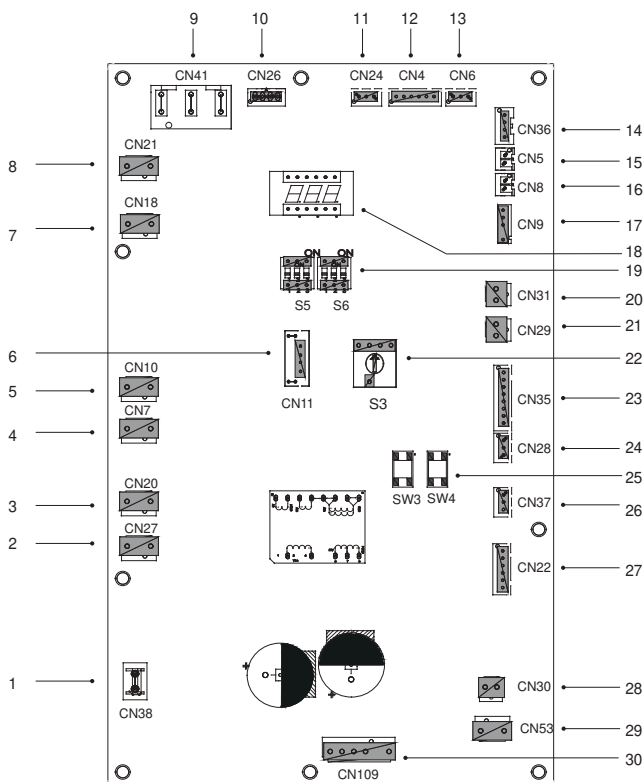 9 10 11 12 13
CN41 CN26 CN24 CN4 CN6
CN36 14
CN21
8 CN5 15
CN8 16
CN18
7 CN9 17
18
ON ON 19
S5 S6
CN31 20
CN29 21
6 22
CN10
5 CN11 S3 CN35 23
CN7
4
CN28 24
25
CN20 SW3 SW4
3 CN37 26
CN27
2
CN22 27
1 CN30 28
CN38
CN53 29
CN109 30